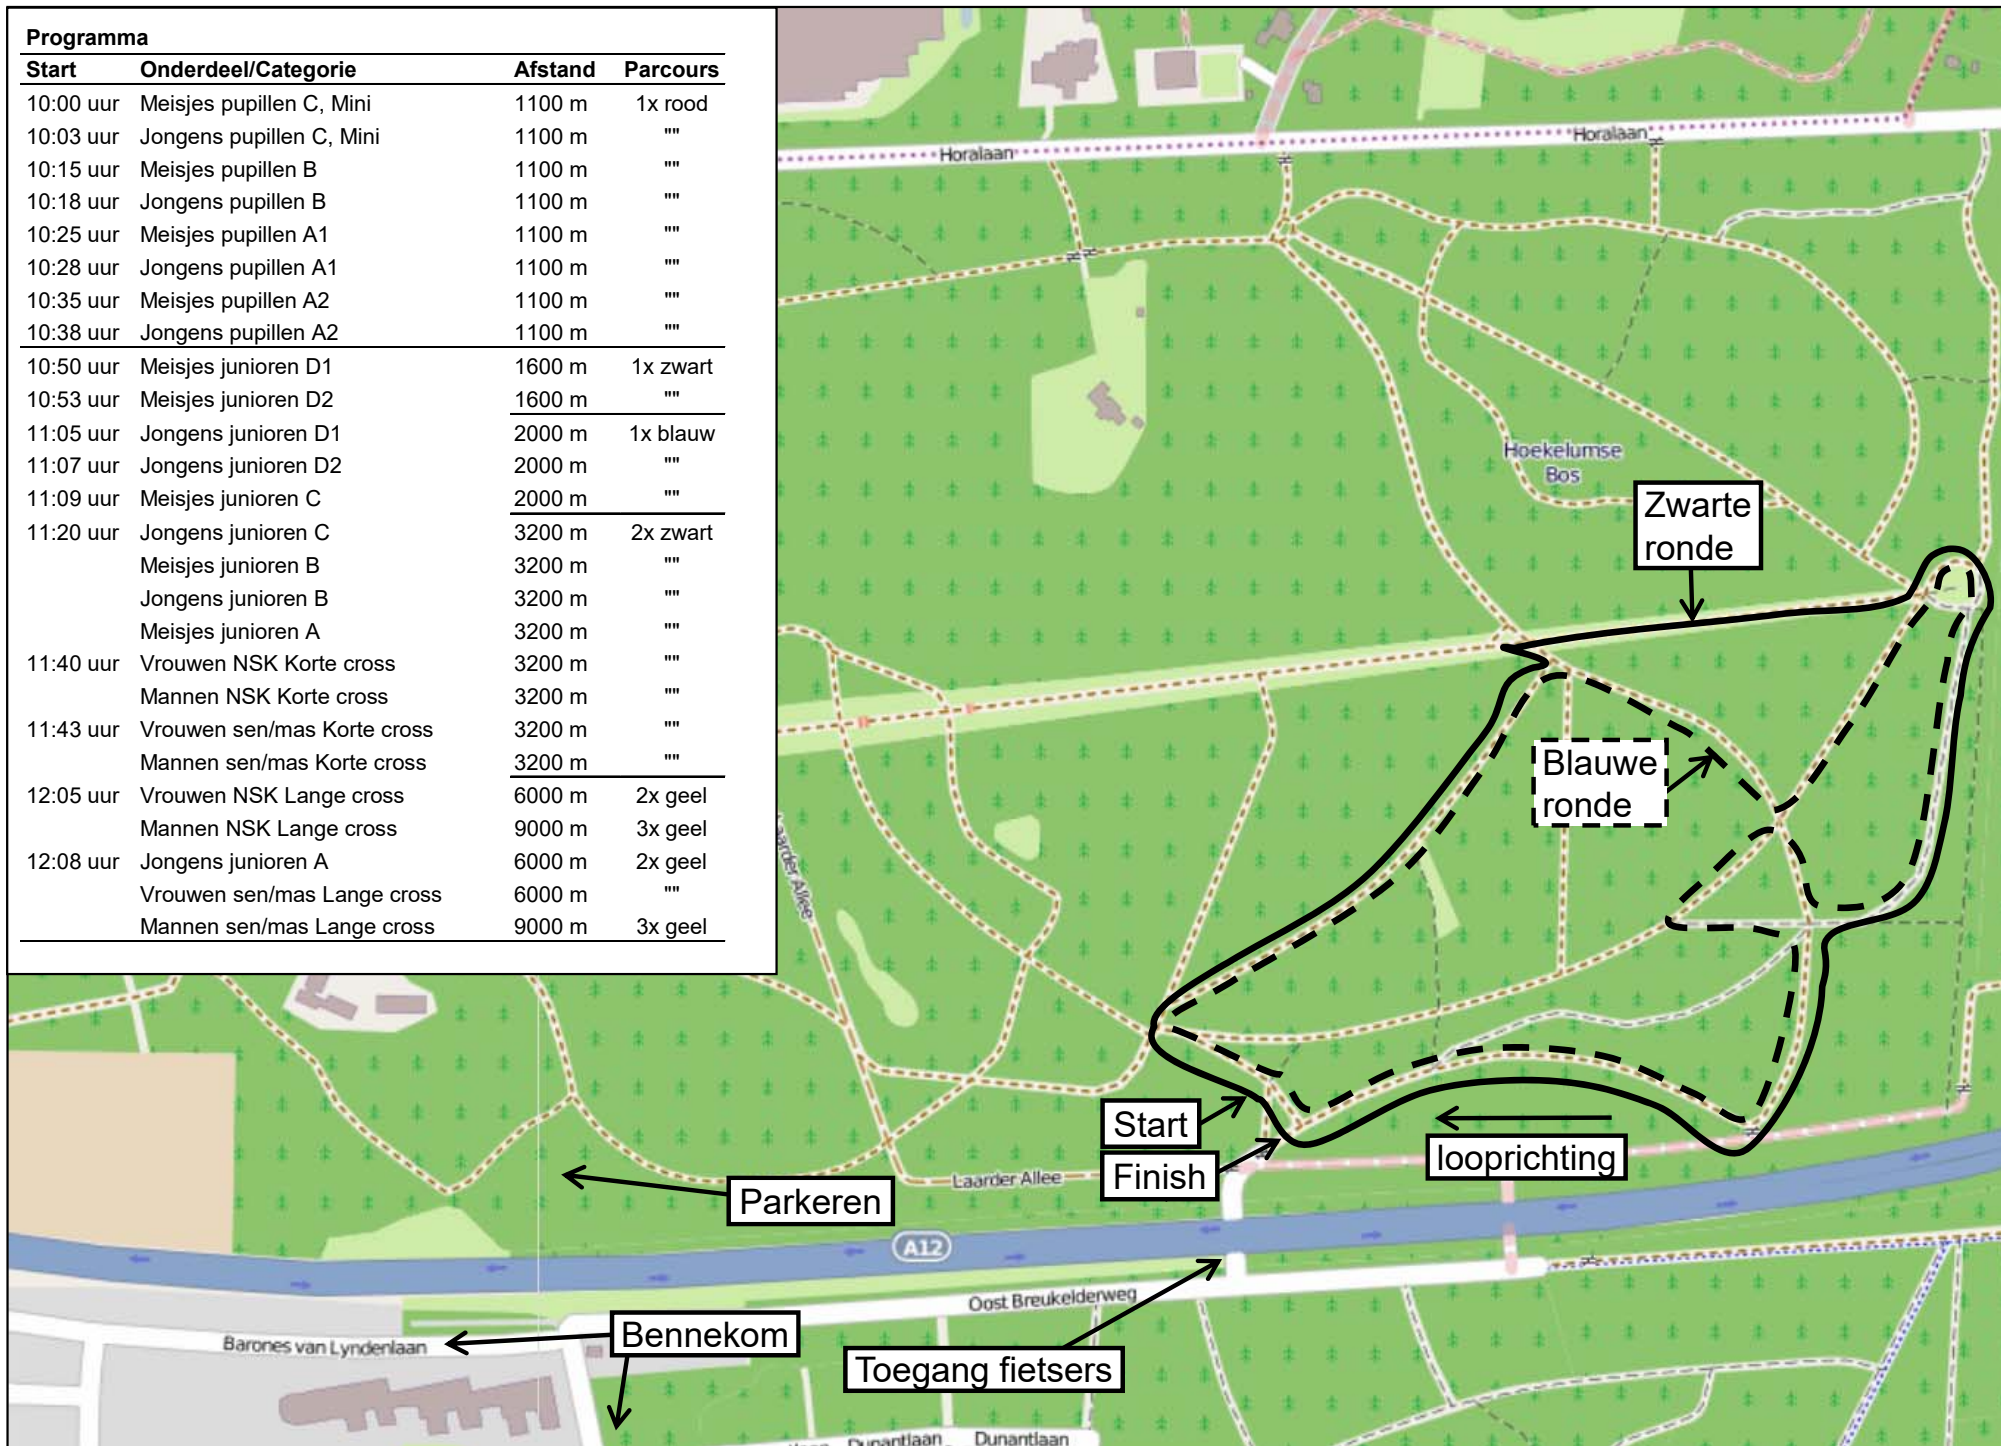 Programma
Start Onderdeel/Categorie Afstand Parcours
10:00 uur Meisjes pupillen C, Mini 1100 m 1x rood
10:03 uur Jongens pupillen C, Mini 1100 m ""
10:15 uur Meisjes pupillen B 1100 m ""
10:18 uur Jongens pupillen B 1100 m ""
10:25 uur Meisjes pupillen A1 1100 m ""
10:28 uur Jongens pupillen A1 1100 m ""
10:35 uur Meisjes pupillen A2 1100 m ""
10:38 uur Jongens pupillen A2 1100 m ""
10:50 uur Meisjes junioren D1 1600 m 1x zwart
10:53 uur Meisjes junioren D2 1600 m ""
11:05 uur Jongens junioren D1 2000 m 1x blauw
11:07 uur Jongens junioren D2 2000 m ""
11:09 uur Meisjes junioren C 2000 m ""
11:20 uur Jongens junioren C 3200 m 2x zwart
Meisjes junioren B 3200 m ""
Jongens junioren B 3200 m ""
Meisjes junioren A 3200 m ""
11:40 uur Vrouwen NSK Korte cross 3200 m ""
Mannen NSK Korte cross 3200 m ""
11:43 uur Vrouwen sen/mas Korte cross 3200 m ""
Mannen sen/mas Korte cross 3200 m ""
12:05 uur Vrouwen NSK Lange cross 6000 m 2x geel
Mannen NSK Lange cross 9000 m 3x geel
12:08 uur Jongens junioren A 6000 m 2x geel
Vrouwen sen/mas Lange cross 6000 m ""
Mannen sen/mas Lange cross 9000 m 3x geel
Horalaan
Horalaan
Hoekelumse
Bos
Zwarte
ronde
Blauwe
ronde
Laarder Allee
Start
Finish
looprichting
Laarder Allee
Parkeren
A12
Oost Breukelderweg
Bennekom
Barones van Lyndenlaan
Toegang fietsers
Dunantlaan
Dunantlaan